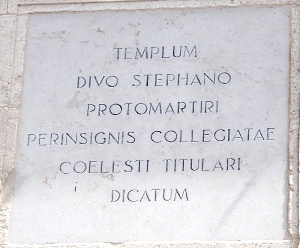 TEMPLUM
DIVO STEPHANO
PROTOMARTIRI
PERINSIGNIS COLLEGIATAE
COELESTI TITULARI
DICATUM